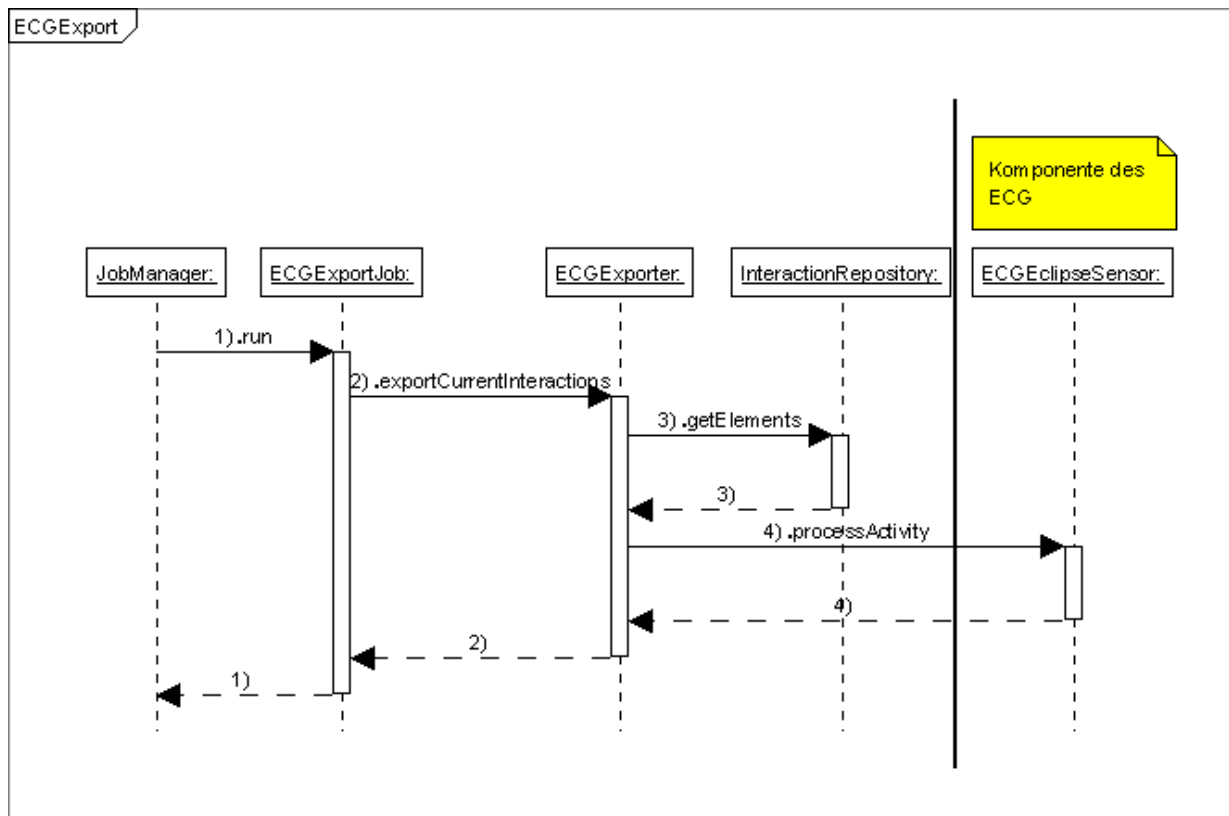 ECGExport
Komponente des
ECG
JobManager:
ECGExportJob:
ECGExporter:
InteractionRepository:
ECGEclipseSensor:
1) .run
2) .exportCurrentInteractions
3) .getElements
3)
4) .processActivity
4)
2)
1)